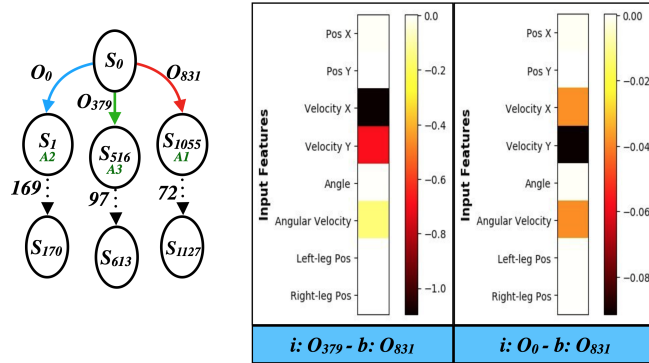 S0
O0
O379
O831
S1
A2
S516
A3
S1055
A1
169
97
72
S170
S613
S1127
Input Features
Pos X
Pos Y
Velocity X
Velocity Y
Angle
Angular Velocity
Left-leg Pos
Right-leg Pos
0.0
−0.2
−0.4
−0.6
−0.8
−1.0
i: O379 - b: O831
Input Features
Pos X
Pos Y
Velocity X
Velocity Y
Angle
Angular Velocity
Left-leg Pos
Right-leg Pos
0.00
−0.02
−0.04
−0.06
−0.08
i: O0 - b: O831